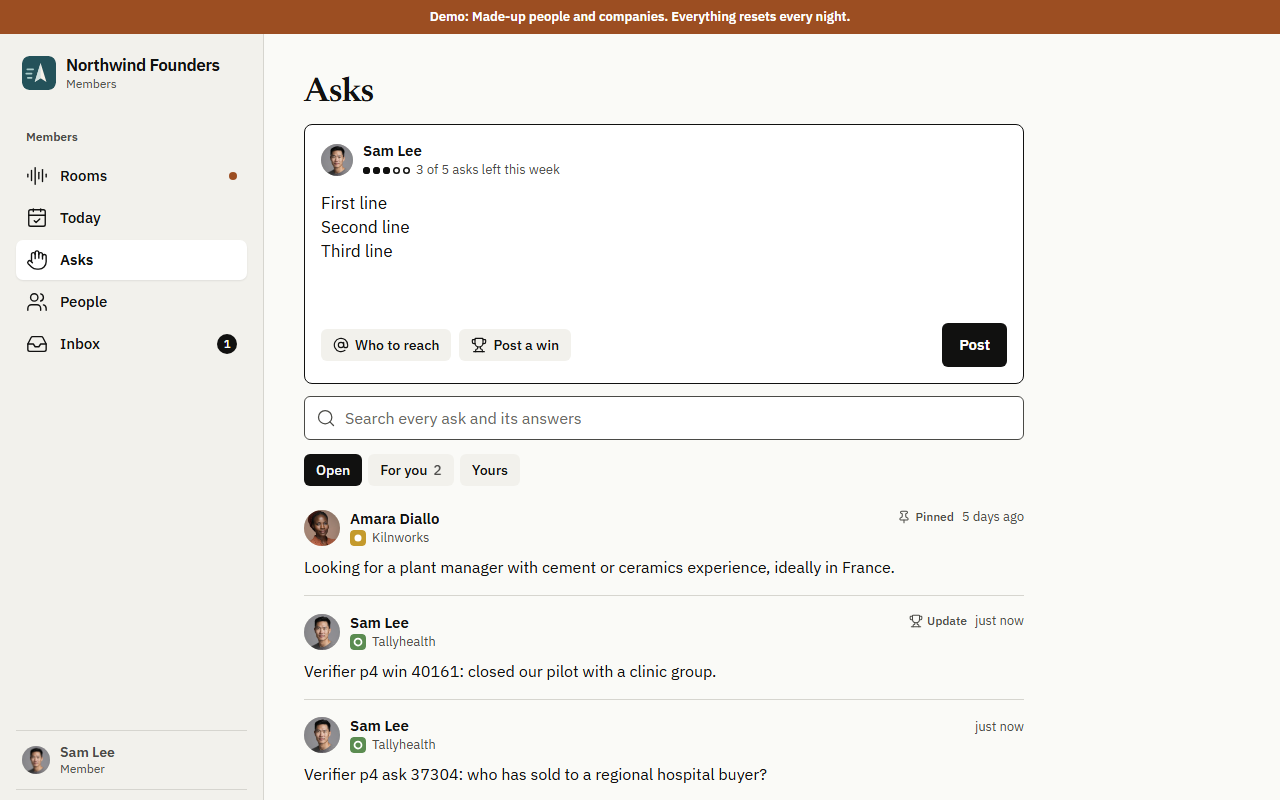 Demo: Made-up people and companies. Everything resets every night.
Northwind Founders
Members
Members
Rooms
Today
Asks
People
Inbox 1
Sam Lee
Member
Asks
Sam Lee
3 of 5 asks left this week
First line
Second line
Third line
Who to reach Post a win Post
Search every ask and its answers
Open For you 2 Yours
Amara Diallo Pinned 5 days ago
Kilnworks
Looking for a plant manager with cement or ceramics experience, ideally in France.
Sam Lee Update just now
Tallyhealth
Verifier p4 win 40161: closed our pilot with a clinic group.
Sam Lee just now
Tallyhealth
Verifier p4 ask 37304: who has sold to a regional hospital buyer?